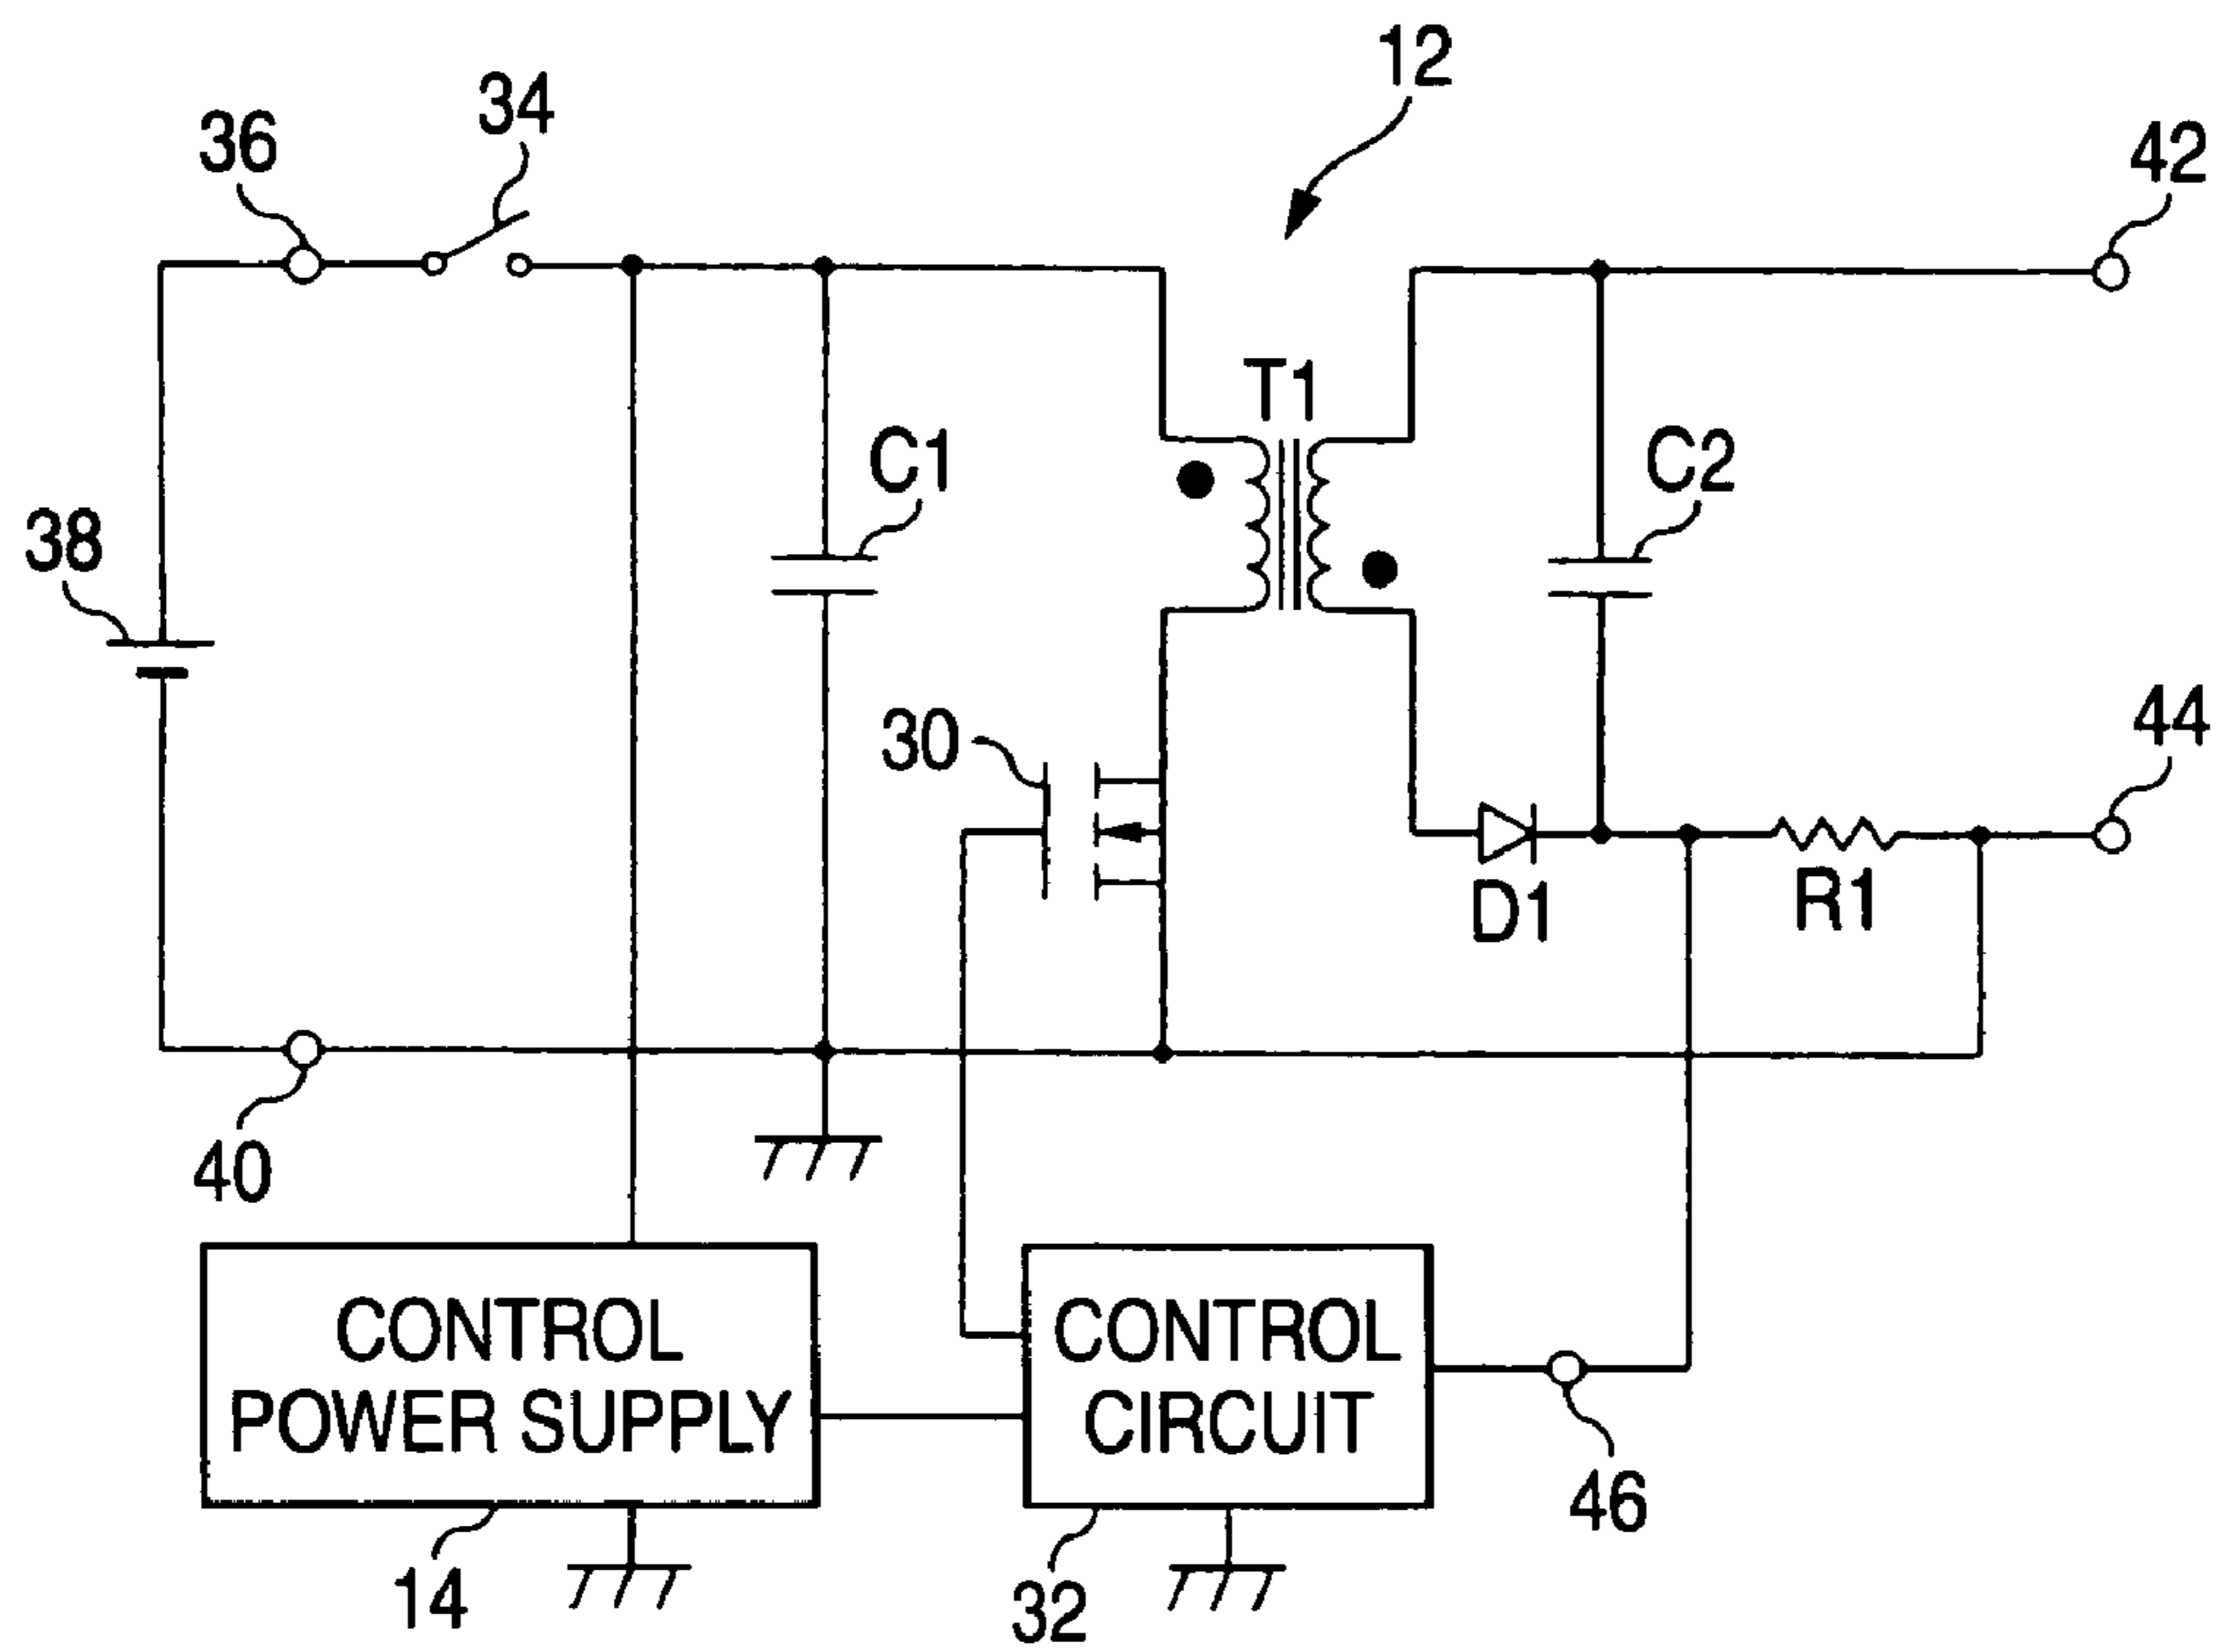 12
34
36
42
T1
C1
C2
38
30
44
D1
R1
40
CONTROL
POWER SUPPLY
CONTROL
CIRCUIT
46
14
32